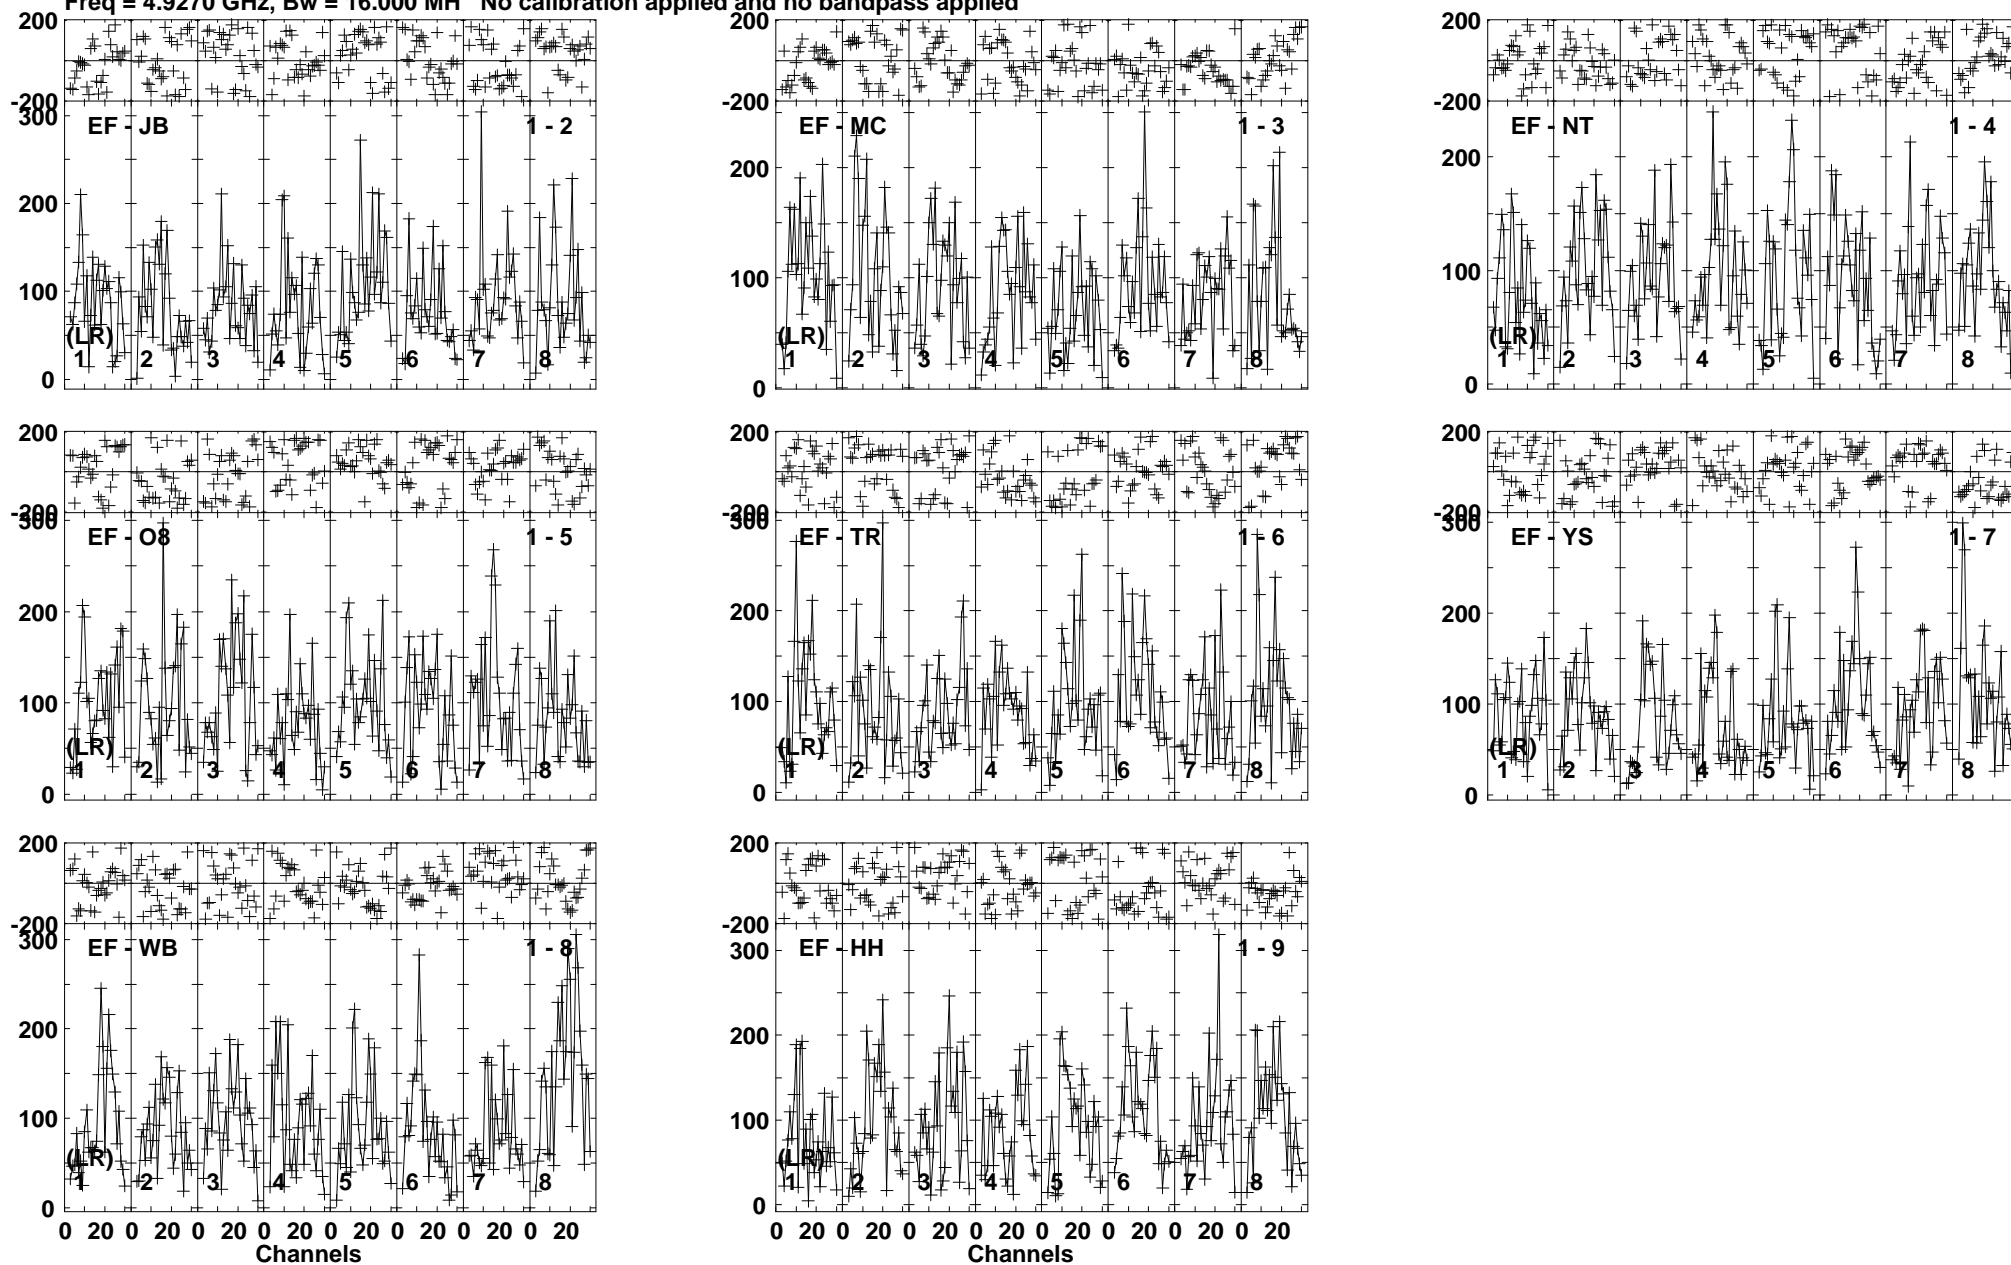 Freq = 4.9270 GHz, Bw = 16.000 MH No calibration applied and no bandpass applied
200 200 200
-200 -200 -200
300 EF - JB 1 - 2 EF - MC 1 - 3 EF - NT 1 - 4
200 200 200
100 100 100
(LR) (LR) (LR)
1 2 3 4 5 6 7 8 1 2 3 4 5 6 7 8 1 2 3 4 5 6 7 8
0 0 0
200 200 200
-200 -200 -200
300 300 300
EF - O8 1 - 5 EF - TR 1 - 6 EF - YS 1 - 7
200 200 200
100 100 100
(LR) (LR) (LR)
1 2 3 4 5 6 7 8 1 2 3 4 5 6 7 8 1 2 3 4 5 6 7 8
0 0 0
200 200
-200 -200
300 EF - WB 1 - 8 300 EF - HH 1 - 9
200 200
100 100
(LR) (LR)
1 2 3 4 5 6 7 8 1 2 3 4 5 6 7 8
0 0
0 20 0 20 0 20 0 20 0 20 0 20 0 20 0 20 0 20 0 20 0 20 0 20 0 20 0 20 0 20 0 20
Channels Channels